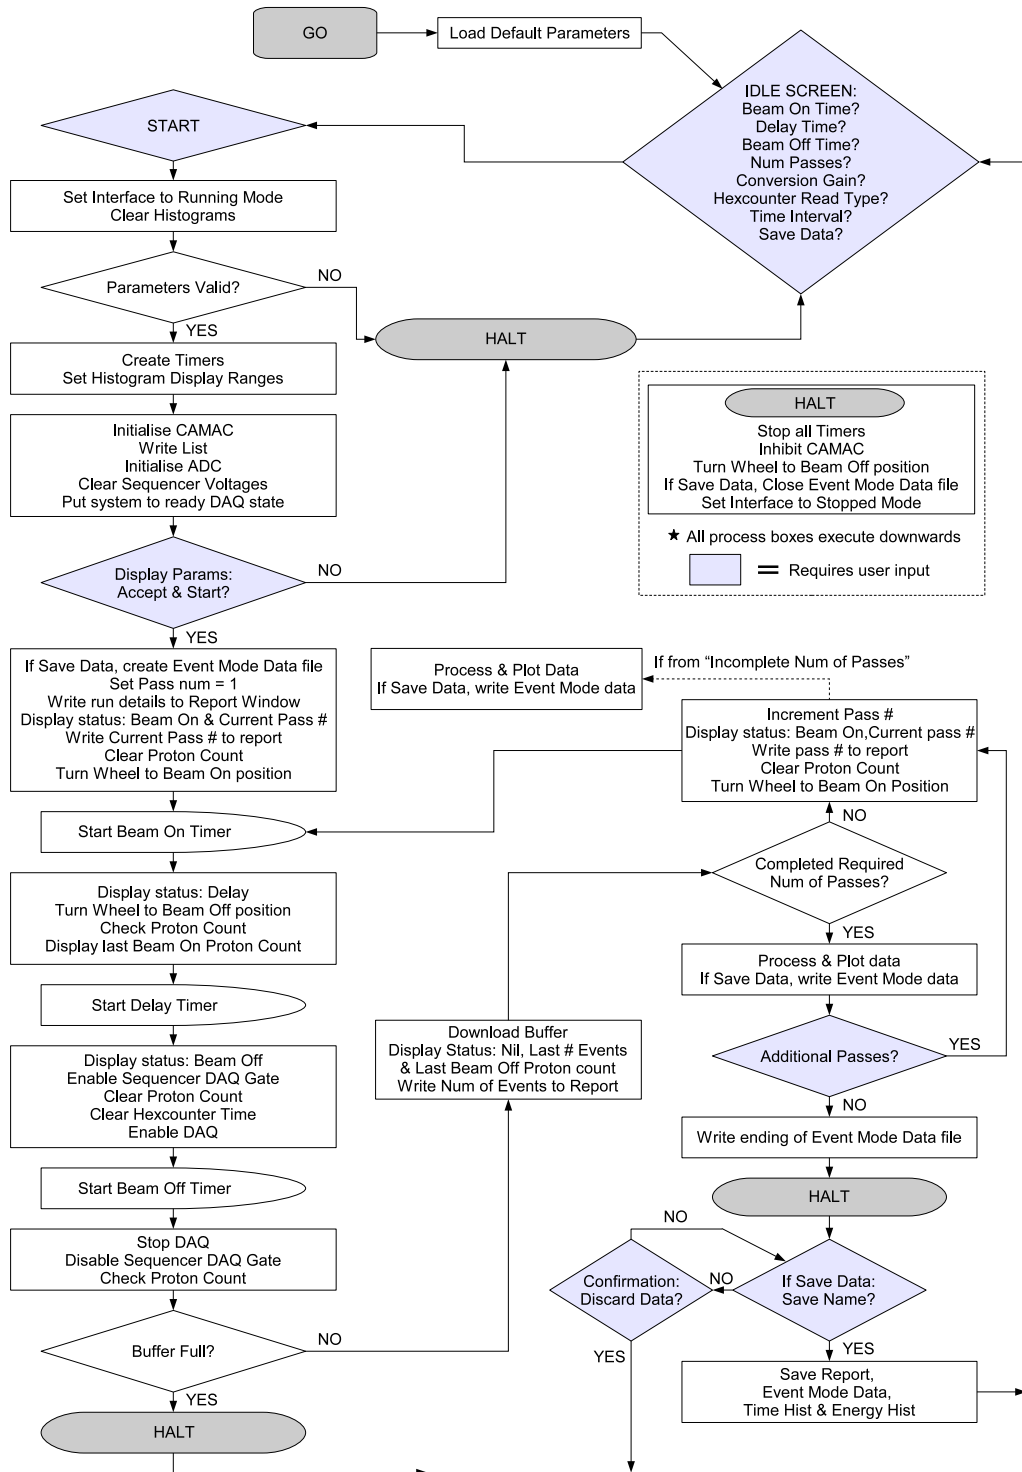 GO
Load Default Parameters
IDLE SCREEN:
Beam On Time?
Delay Time?
Beam Off Time?
Num Passes?
Conversion Gain?
Hexcounter Read Type?
Time Interval?
Save Data?
START
Set Interface to Running Mode
Clear Histograms
Parameters Valid?
NO
YES
HALT
Create Timers
Set Histogram Display Ranges
Initialise CAMAC
Write List
Initialise ADC
Clear Sequencer Voltages
Put system to ready DAQ state
Display Params:
Accept & Start?
NO
YES
HALT
Stop all Timers
Inhibit CAMAC
Turn Wheel to Beam Off position
If Save Data, Close Event Mode Data file
Set Interface to Stopped Mode
★ All process boxes execute downwards
= Requires user input
If Save Data, create Event Mode Data file
Set Pass num = 1
Write run details to Report Window
Display status: Beam On & Current Pass #
Write Current Pass # to report
Clear Proton Count
Turn Wheel to Beam On position
Process & Plot Data
If Save Data, write Event Mode data
If from “Incomplete Num of Passes”
Increment Pass #
Display status: Beam On,Current pass #
Write pass # to report
Clear Proton Count
Turn Wheel to Beam On Position
Start Beam On Timer
NO
Completed Required
Num of Passes?
YES
Display status: Delay
Turn Wheel to Beam Off position
Check Proton Count
Display last Beam On Proton Count
Process & Plot data
If Save Data, write Event Mode data
Start Delay Timer
Download Buffer
Display Status: Nil, Last # Events
& Last Beam Off Proton count
Write Num of Events to Report
Additional Passes?
YES
NO
Display status: Beam Off
Enable Sequencer DAQ Gate
Clear Proton Count
Clear Hexcounter Time
Enable DAQ
Write ending of Event Mode Data file
Start Beam Off Timer
HALT
Stop DAQ
Disable Sequencer DAQ Gate
Check Proton Count
NO
Confirmation:
Discard Data?
NO
If Save Data:
Save Name?
Buffer Full?
NO
YES
YES
YES
Save Report,
Event Mode Data,
Time Hist & Energy Hist
HALT